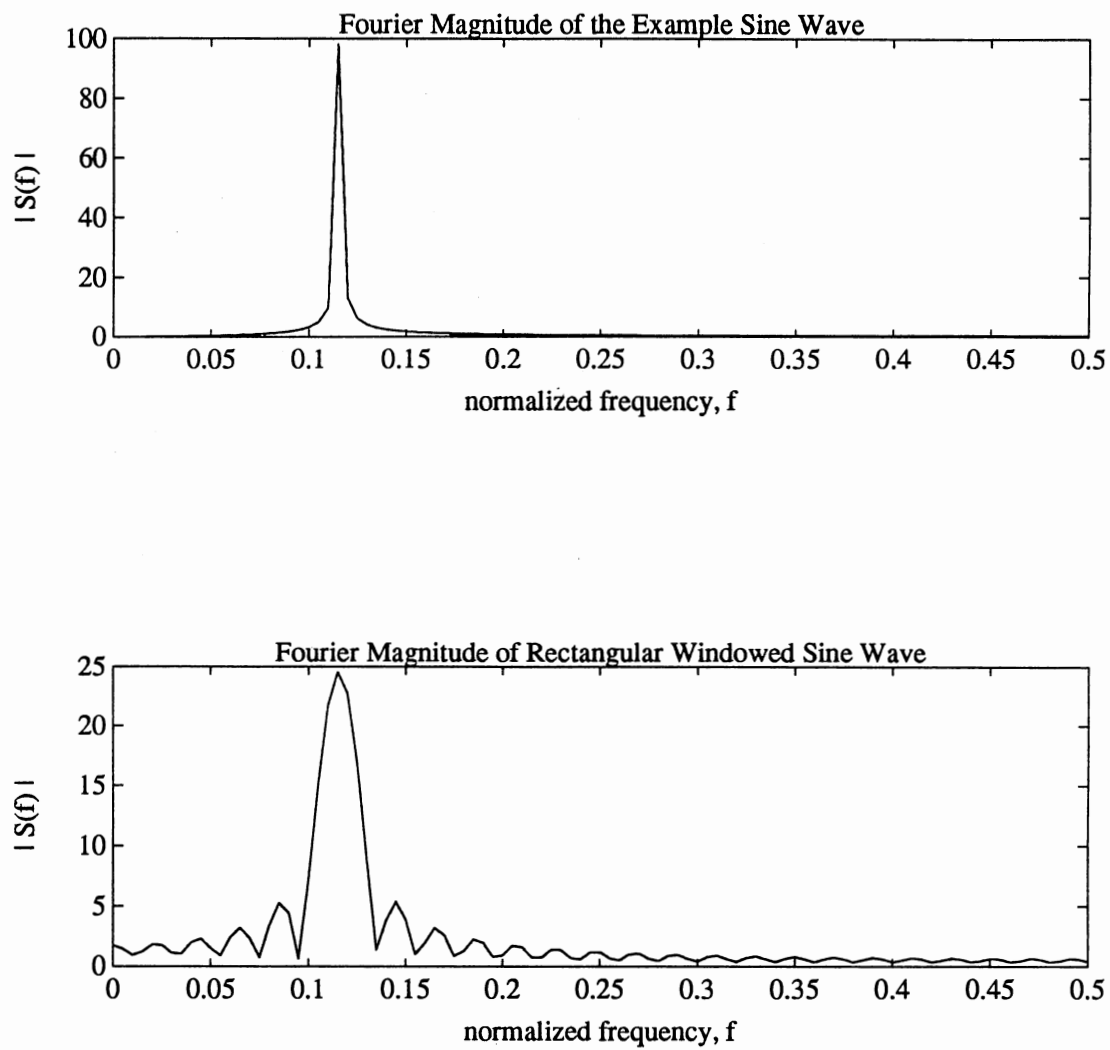 Fourier Magnitude of the Example Sine Wave
100
80
60
40
20
0
| S(f) |
0 0.05 0.1 0.15 0.2 0.25 0.3 0.35 0.4 0.45 0.5
normalized frequency, f
Fourier Magnitude of Rectangular Windowed Sine Wave
25
20
15
10
5
0
| S(f) |
0 0.05 0.1 0.15 0.2 0.25 0.3 0.35 0.4 0.45 0.5
normalized frequency, f